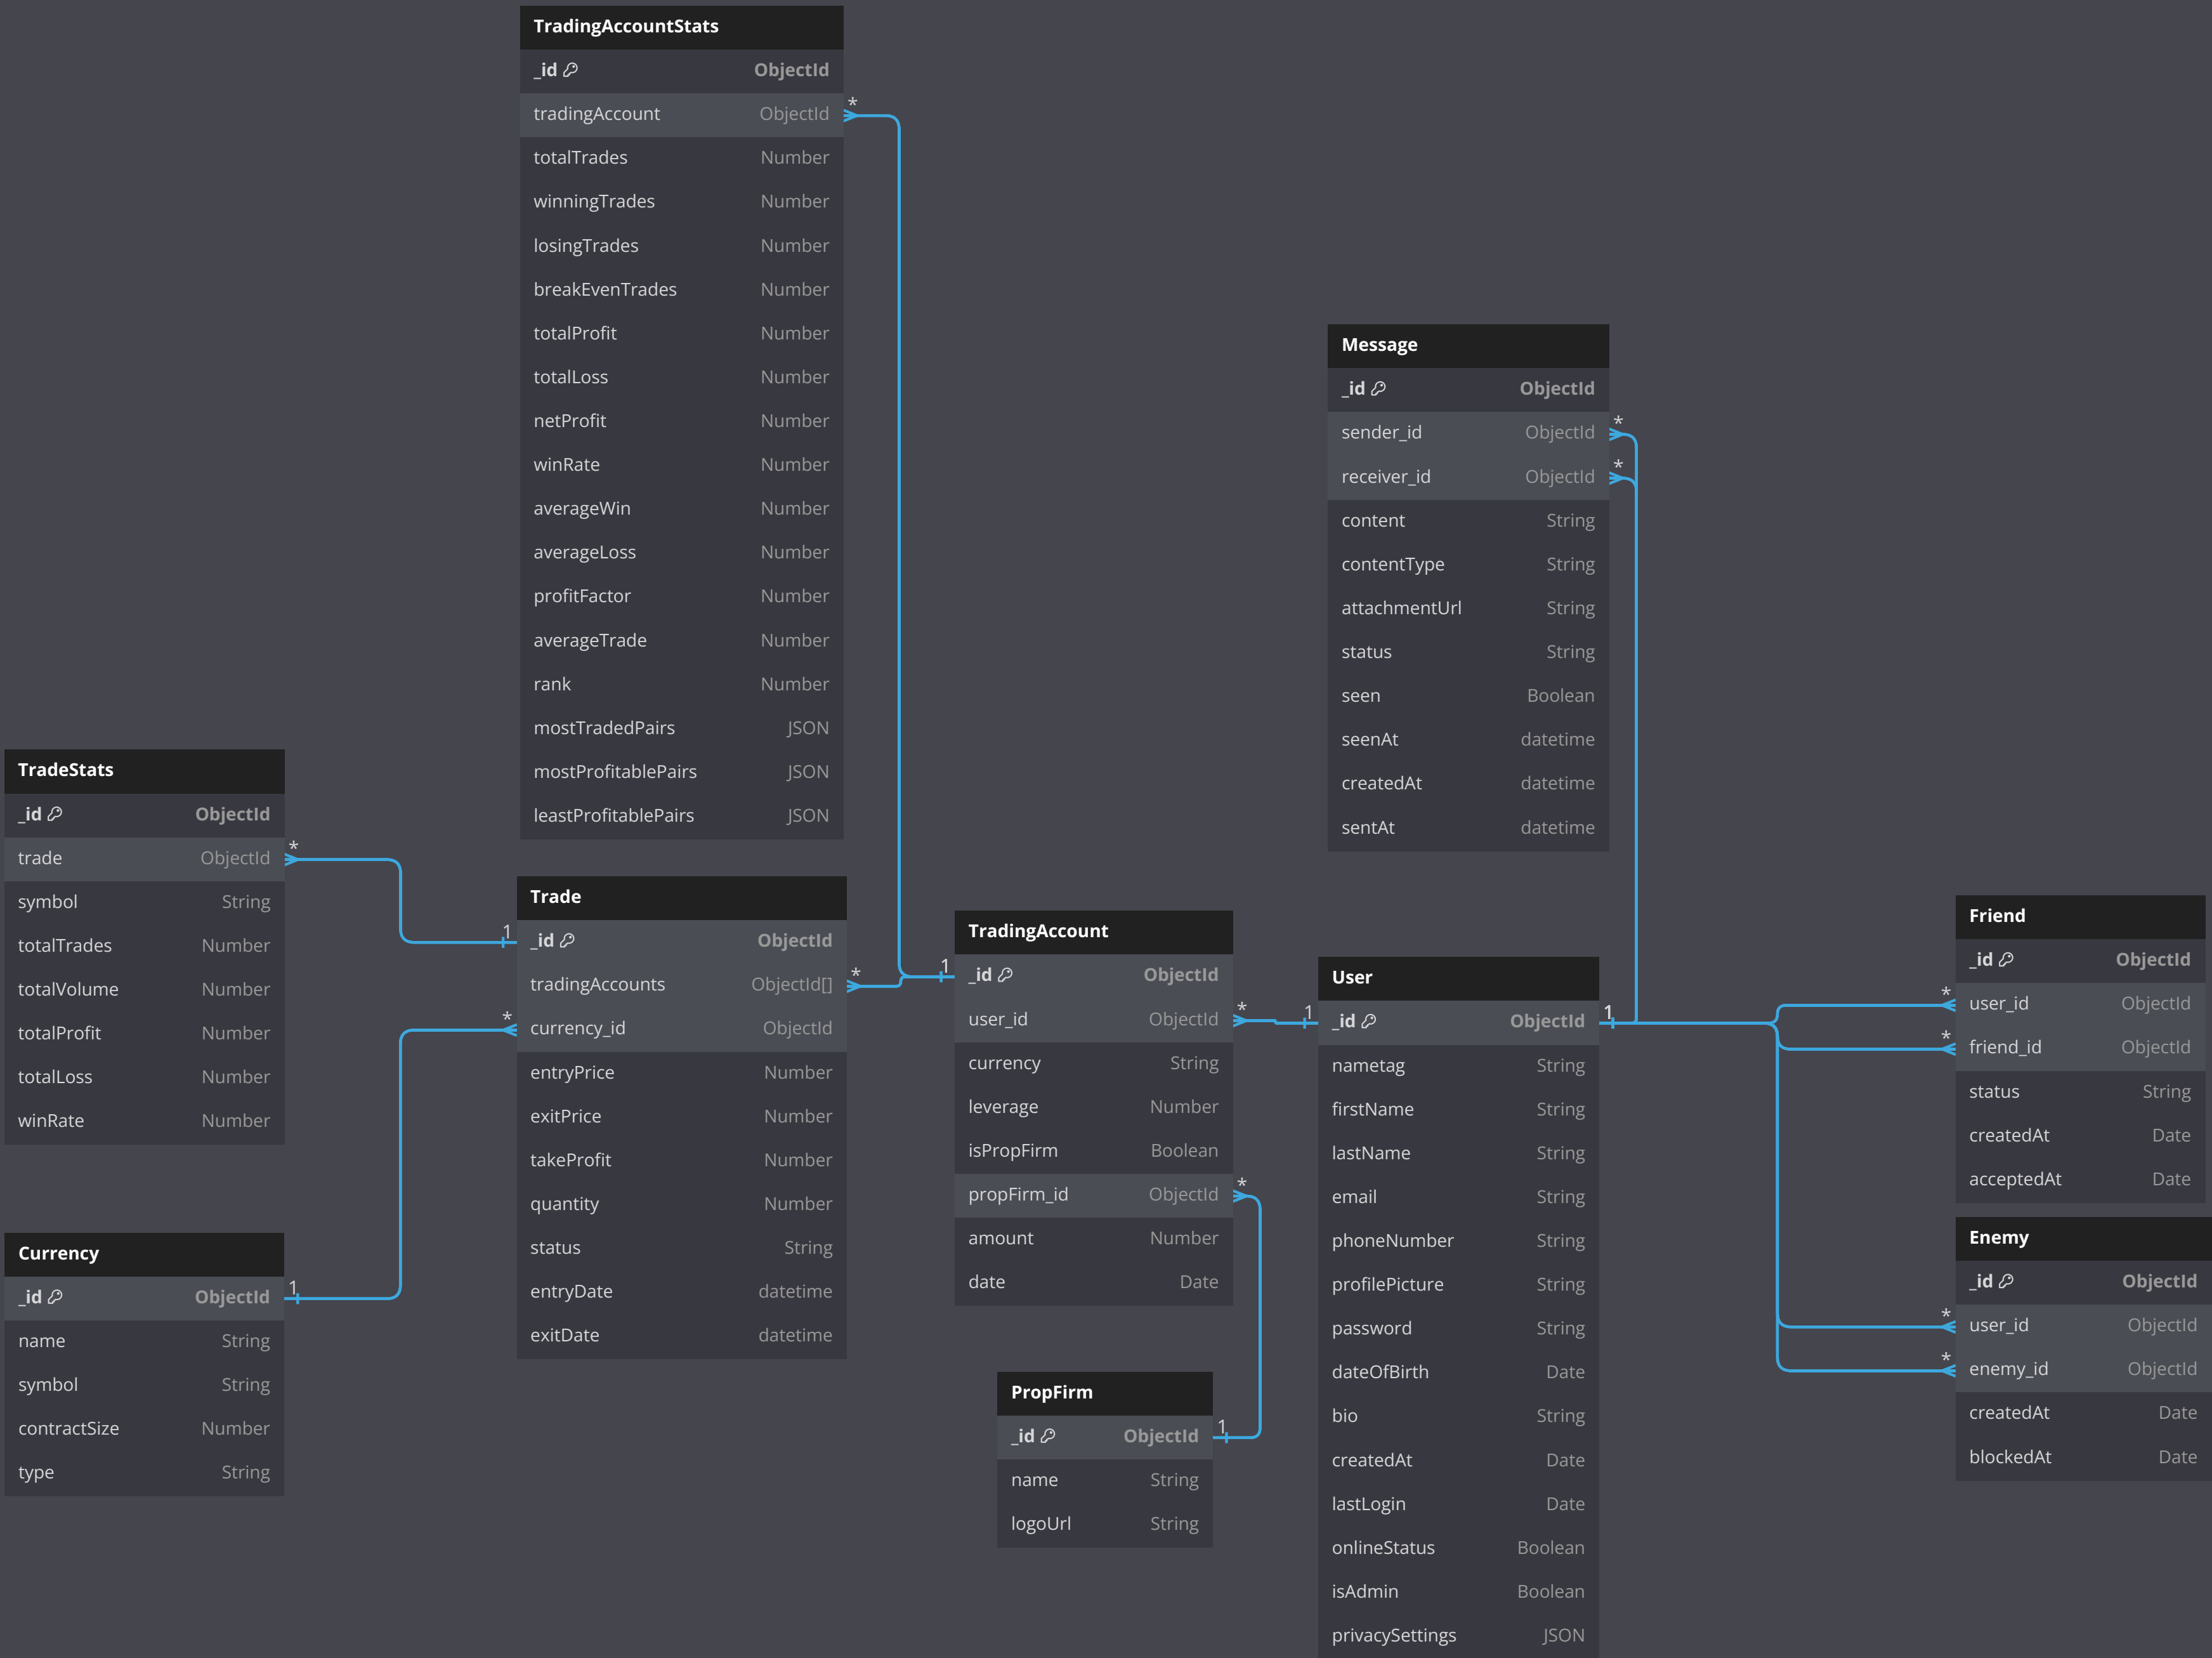 TradingAccountStats
_id ObjectId
tradingAccount ObjectId
totalTrades Number
winningTrades Number
losingTrades Number
breakEvenTrades Number
totalProfit Number
totalLoss Number
netProfit Number
winRate Number
averageWin Number
averageLoss Number
profitFactor Number
averageTrade Number
rank Number
mostTradedPairs JSON
mostProfitablePairs JSON
leastProfitablePairs JSON
*
Message
_id ObjectId
sender_id ObjectId
receiver_id ObjectId
content String
contentType String
attachmentUrl String
status String
seen Boolean
seenAt datetime
createdAt datetime
sentAt datetime
*
*
TradeStats
_id ObjectId
trade ObjectId
symbol String
totalTrades Number
totalVolume Number
totalProfit Number
totalLoss Number
winRate Number
*
Trade
1
_id ObjectId
tradingAccounts ObjectId[]
currency_id ObjectId
entryPrice Number
exitPrice Number
takeProfit Number
quantity Number
status String
entryDate datetime
exitDate datetime
*
*
TradingAccount
1
_id ObjectId
user_id ObjectId
currency String
leverage Number
isPropFirm Boolean
propFirm_id ObjectId
amount Number
date Date
*
*
User
1
_id ObjectId
1
nametag String
firstName String
lastName String
email String
phoneNumber String
profilePicture String
password String
dateOfBirth Date
bio String
createdAt Date
lastLogin Date
onlineStatus Boolean
isAdmin Boolean
privacySettings JSON
Friend
_id ObjectId
* user_id ObjectId
* friend_id ObjectId
status String
createdAt Date
acceptedAt Date
Enemy
_id ObjectId
* user_id ObjectId
* enemy_id ObjectId
createdAt Date
blockedAt Date
Currency
_id ObjectId
1
name String
symbol String
contractSize Number
type String
PropFirm
_id ObjectId
1
name String
logoUrl String